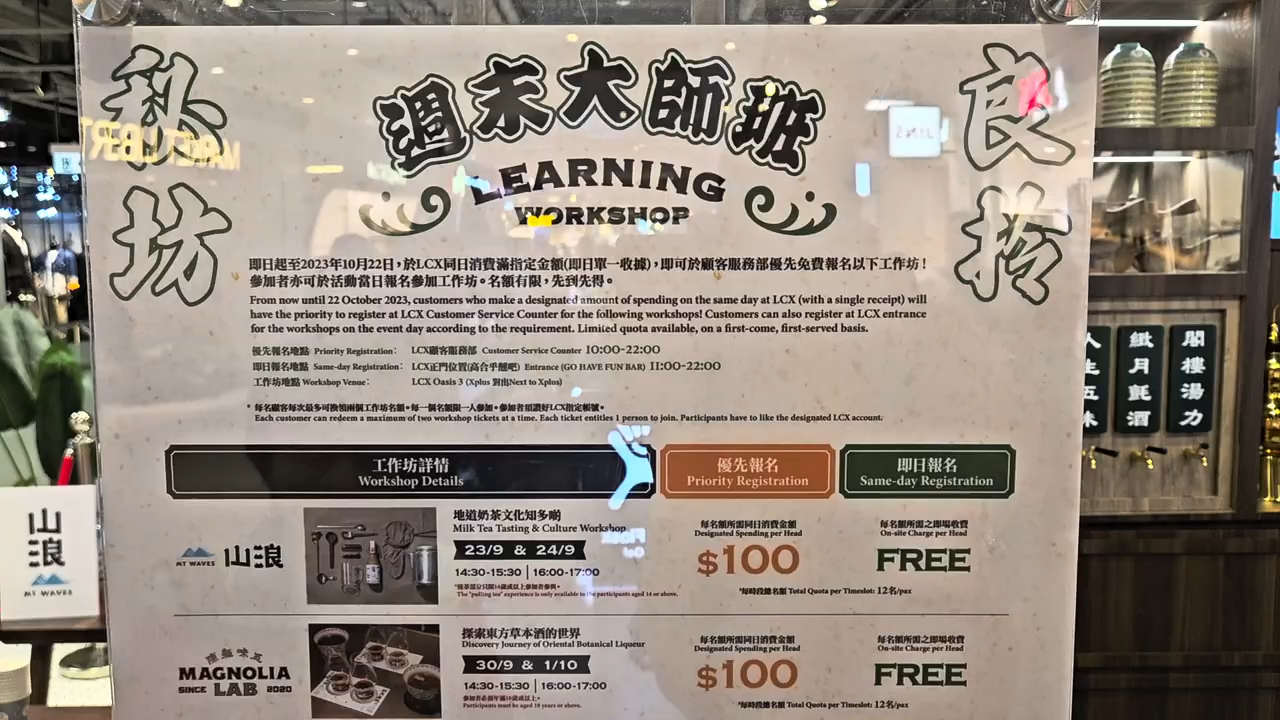 秋坊
良拎
週末大師班
LEARNING
WORKSHOP
即日起至2023年10月22日，於LCX同日消費滿指定金額(即日單一收據)，即可於顧客服務部優先免費報名以下工作坊！
參加者亦可於活動當日報名參加工作坊。名額有限，先到先得。
From now until 22 October 2023, customers who make a designated amount of spending on the same day at LCX (with a single receipt) will
have the priority to register at LCX Customer Service Counter for the following workshops! Customers can also register at LCX entrance
for the workshops on the event day according to the requirement. Limited quota available, on a first-come, first-served basis.
優先報名地點 Priority Registration： LCX顧客服務部 Customer Service Counter 10:00-22:00
即日報名地點 Same-day Registration： LCX正門位置(高合乎翻吧) Entrance (GO HAVE FUN BAR) 11:00-22:00
工作坊地點 Workshop Venue： LCX Oasis 3 (Xplus 對出Next to Xplus)
* 每名顧客每次最多可換領兩個工作坊名額。每一個名額限一人參加。參加者須讚好LCX指定帳號。
Each customer can redeem a maximum of two workshop tickets at a time. Each ticket entitles 1 person to join. Participants have to like the designated LCX account.
工作坊詳情
Workshop Details
優先報名
Priority Registration
即日報名
Same-day Registration
MT WAVES 山浪
地道奶茶文化知多啲
Milk Tea Tasting & Culture Workshop
23/9 & 24/9
14:30-15:30 | 16:00-17:00
The "pulling tea" experience is only available to the participants aged 14 or above.
每名額所需同日消費金額
Designated Spending per Head
$100
每名額所需之即場收費
On-site Charge per Head
FREE
*每時段總名額 Total Quota per Timeslot: 12名/pax
MAGNOLIA
SINCE LAB 2020
探索東方草本酒的世界
Discovery Journey of Oriental Botanical Liqueur
30/9 & 1/10
14:30-15:30 | 16:00-17:00
參加者必須年滿18歲或以上。
Participants must be aged 18 years or above.
每名額所需同日消費金額
Designated Spending per Head
$100
每名額所需之即場收費
On-site Charge per Head
FREE
*每時段總名額 Total Quota per Timeslot: 12名/pax
山浪
MT WAVES
人生五味
緻月氈酒
閣樓湯力